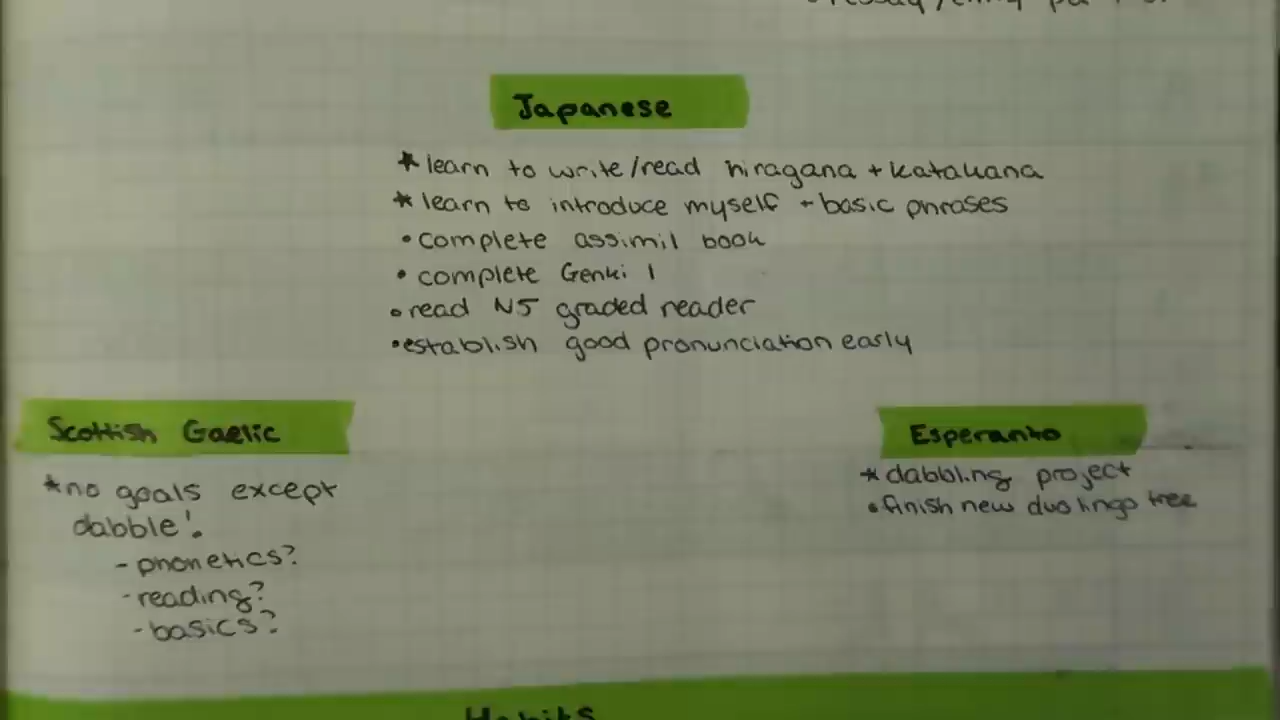 Japanese
* learn to write/read hiragana + katakana
* learn to introduce myself + basic phrases
• complete assimil book
• complete Genki 1
• read N5 graded reader
• establish good pronunciation early
Scottish Gaelic
* no goals except
dabble!
- phonetics?
- reading?
- basics?
Esperanto
* dabbling project
• finish new duolingo tree
Habits